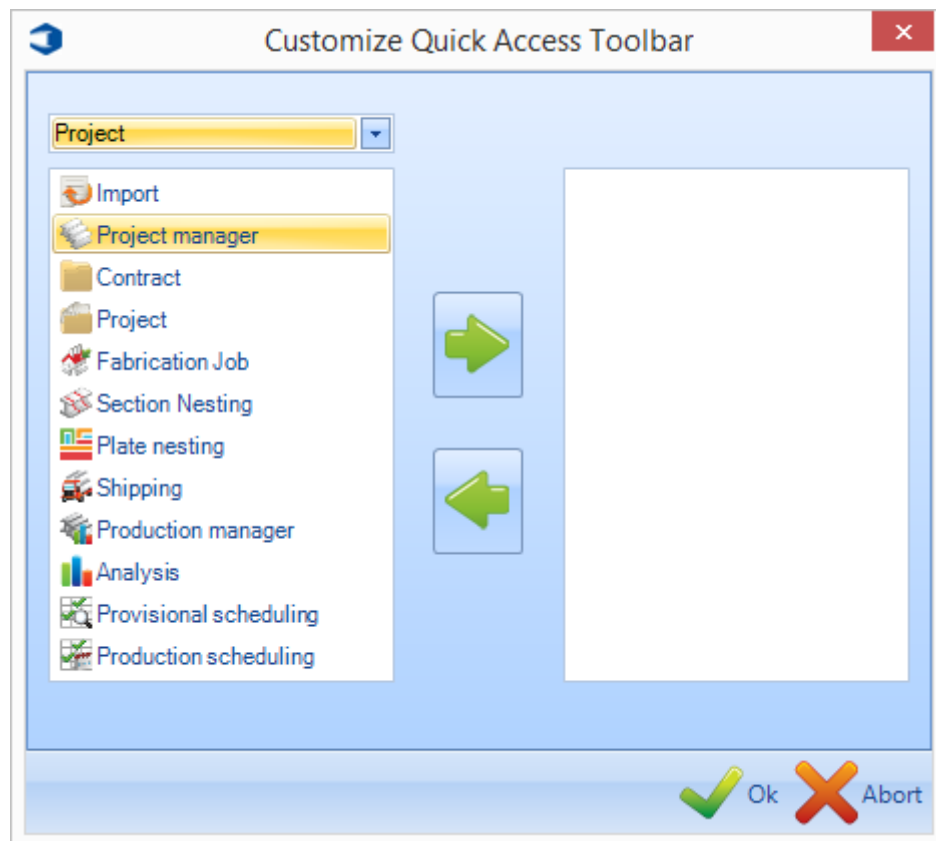 Customize Quick Access Toolbar
Project
Import
Project manager
Contract
Project
Fabrication Job
Section Nesting
Plate nesting
Shipping
Production manager
Analysis
Provisional scheduling
Production scheduling
Ok
Abort